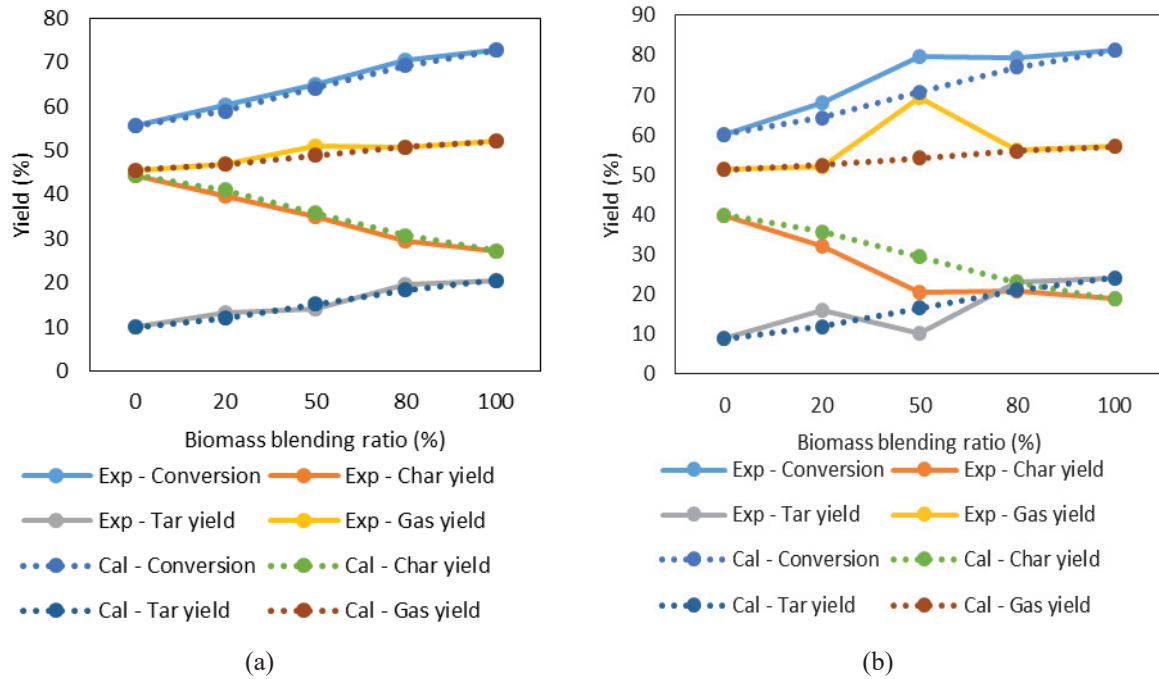 80
70
60
50
40
30
20
10
0
Yield (%)
0 20 50 80 100
Biomass blending ratio (%)
Exp - Conversion Exp - Char yield
Exp - Tar yield Exp - Gas yield
Cal - Conversion Cal - Char yield
Cal - Tar yield Cal - Gas yield
(a)
90
80
70
60
50
40
30
20
10
0
Yield (%)
0 20 50 80 100
Biomass blending ratio (%)
Exp - Conversion Exp - Char yield
Exp - Tar yield Exp - Gas yield
Cal - Conversion Cal - Char yield
Cal - Tar yield Cal - Gas yield
(b)